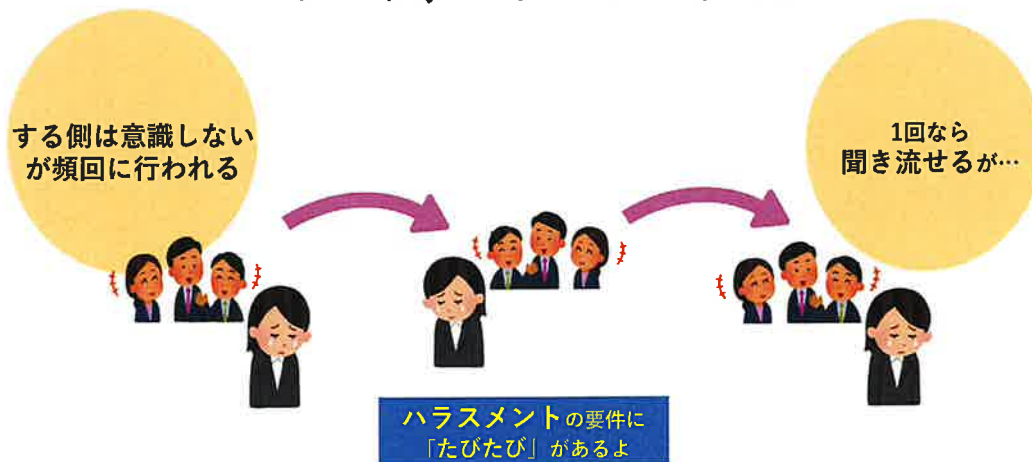 する側は意識しない
が頻回に行われる
1回なら
聞き流せるが…
ハラスメントの要件に
「たびたび」があるよ